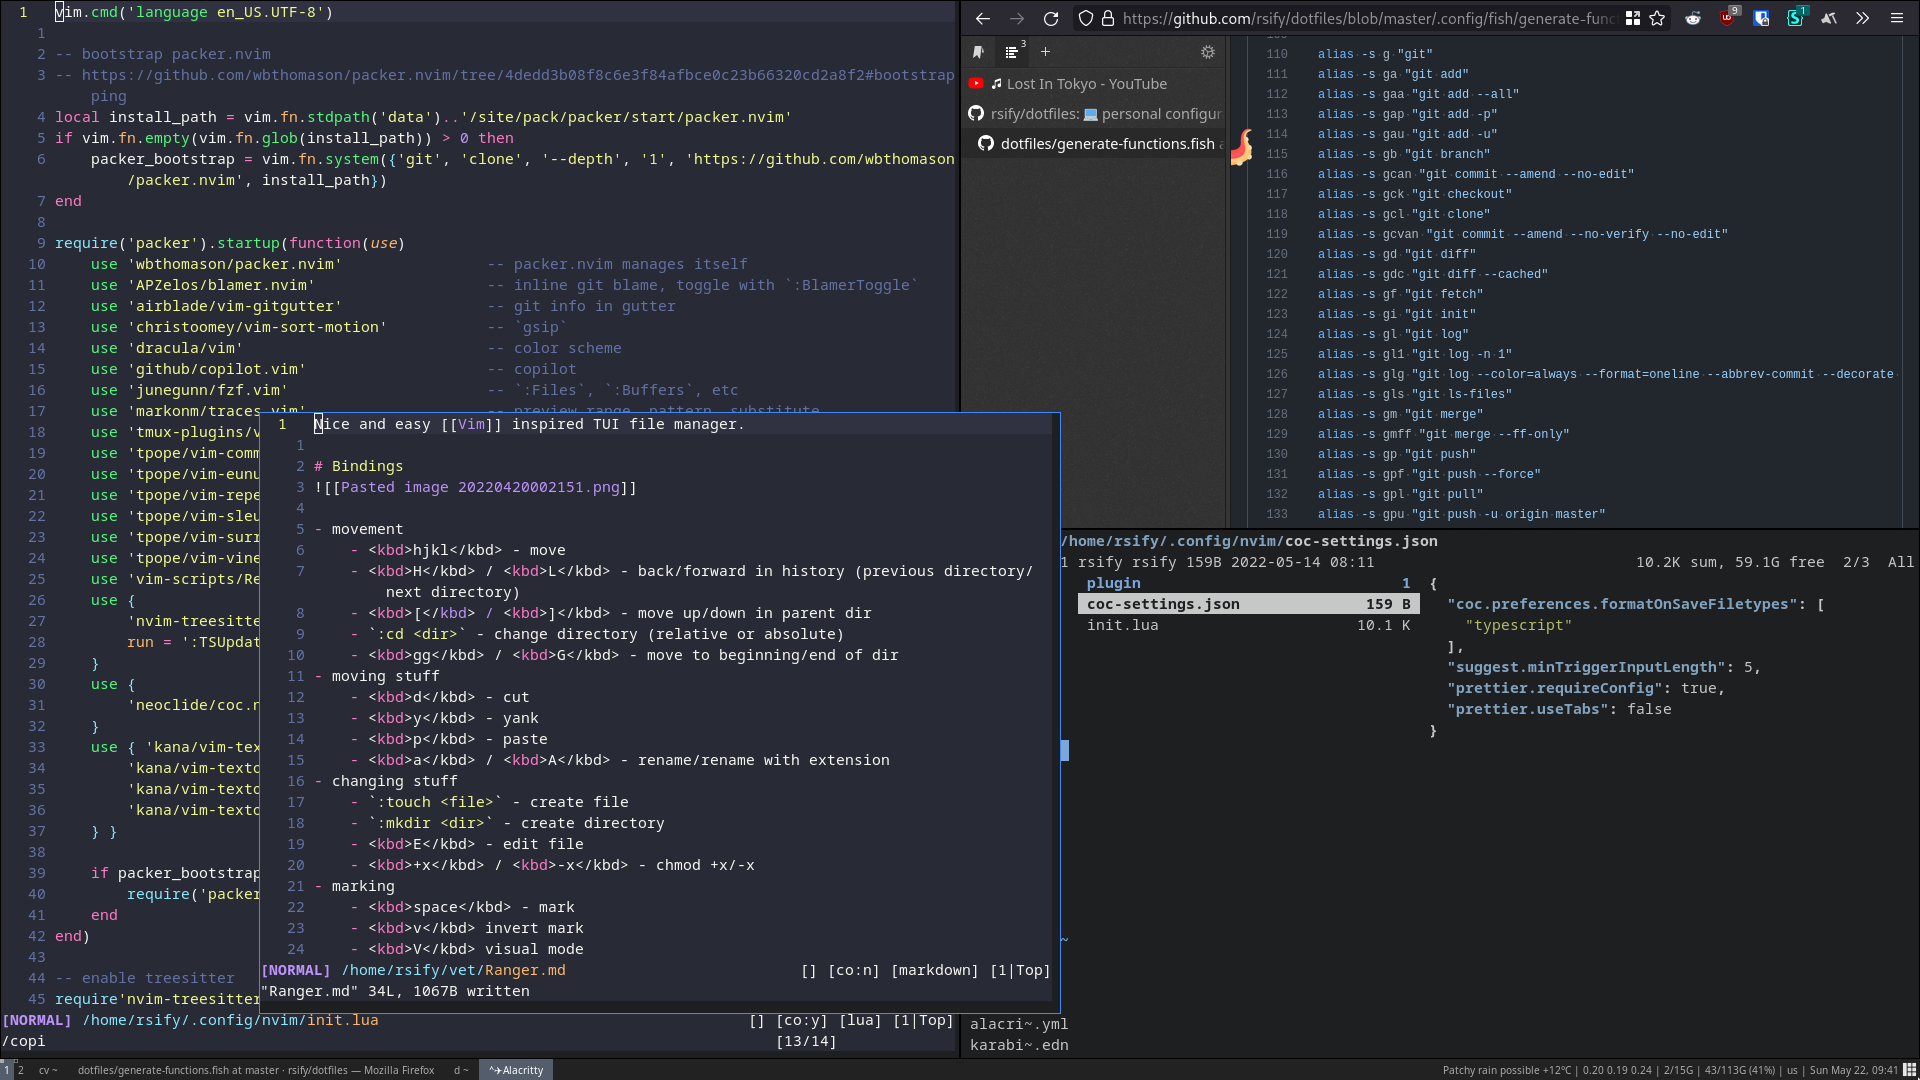 1 vim.cmd('language en_US.UTF-8')
1
2 -- bootstrap packer.nvim
3 -- https://github.com/wbthomason/packer.nvim/tree/4dedd3b08f8c6e3f84afbce0c23b66320cd2a8f2#bootstrap
ping
4 local install_path = vim.fn.stdpath('data')..'/site/pack/packer/start/packer.nvim'
5 if vim.fn.empty(vim.fn.glob(install_path)) > 0 then
6 packer_bootstrap = vim.fn.system({'git', 'clone', '--depth', '1', 'https://github.com/wbthomason
/packer.nvim', install_path})
7 end
8
9 require('packer').startup(function(use)
10 use 'wbthomason/packer.nvim' -- packer.nvim manages itself
11 use 'APZelos/blamer.nvim' -- inline git blame, toggle with `:BlamerToggle`
12 use 'airblade/vim-gitgutter' -- git info in gutter
13 use 'christoomey/vim-sort-motion' -- `gsip`
14 use 'dracula/vim' -- color scheme
15 use 'github/copilot.vim' -- copilot
16 use 'junegunn/fzf.vim' -- `:Files`, `:Buffers`, etc
17 use 'markonm/traces.vim' -- preview range, pattern, substitute
18 use 'tmux-plugins/v
19 use 'tpope/vim-comm
20 use 'tpope/vim-eunu
21 use 'tpope/vim-repe
22 use 'tpope/vim-sleu
23 use 'tpope/vim-surr
24 use 'tpope/vim-vine
25 use 'vim-scripts/Re
26 use {
27 'nvim-treesitte
28 run = ':TSUpdat
29 }
30 use {
31 'neoclide/coc.n
32 }
33 use { 'kana/vim-tex
34 'kana/vim-textc
35 'kana/vim-textc
36 'kana/vim-textc
37 } }
38
39 if packer_bootstrap
40 require('packer
41 end
42 end)
43
44 -- enable treesitter
45 require'nvim-treesitter
[NORMAL] /home/rsify/.config/nvim/init.lua [] [co:y] [lua] [1|Top]
/copi [13/14]
1 Nice and easy [[Vim]] inspired TUI file manager.
1
2 # Bindings
3 ![[Pasted image 20220420002151.png]]
4
5 - movement
6 - <kbd>hjkl</kbd> - move
7 - <kbd>H</kbd> / <kbd>L</kbd> - back/forward in history (previous directory/
next directory)
8 - <kbd>[</kbd> / <kbd>]</kbd> - move up/down in parent dir
9 - `:cd <dir>` - change directory (relative or absolute)
10 - <kbd>gg</kbd> / <kbd>G</kbd> - move to beginning/end of dir
11 - moving stuff
12 - <kbd>d</kbd> - cut
13 - <kbd>y</kbd> - yank
14 - <kbd>p</kbd> - paste
15 - <kbd>a</kbd> / <kbd>A</kbd> - rename/rename with extension
16 - changing stuff
17 - `:touch <file>` - create file
18 - `:mkdir <dir>` - create directory
19 - <kbd>E</kbd> - edit file
20 - <kbd>+x</kbd> / <kbd>-x</kbd> - chmod +x/-x
21 - marking
22 - <kbd>space</kbd> - mark
23 - <kbd>v</kbd> invert mark
24 - <kbd>V</kbd> visual mode
[NORMAL] /home/rsify/vet/Ranger.md [] [co:n] [markdown] [1|Top]
"Ranger.md" 34L, 1067B written
https://github.com/rsify/dotfiles/blob/master/.config/fish/generate-func 9 1
3
Lost In Tokyo - YouTube
rsify/dotfiles: 💻 personal configur
dotfiles/generate-functions.fish a
110 alias -s g "git"
111 alias -s ga "git add"
112 alias -s gaa "git add --all"
113 alias -s gap "git add -p"
114 alias -s gau "git add -u"
115 alias -s gb "git branch"
116 alias -s gcan "git commit --amend --no-edit"
117 alias -s gck "git checkout"
118 alias -s gcl "git clone"
119 alias -s gcvan "git commit --amend --no-verify --no-edit"
120 alias -s gd "git diff"
121 alias -s gdc "git diff --cached"
122 alias -s gf "git fetch"
123 alias -s gi "git init"
124 alias -s gl "git log"
125 alias -s gl1 "git log -n 1"
126 alias -s glg "git log --color=always --format=oneline --abbrev-commit --decorate
127 alias -s gls "git ls-files"
128 alias -s gm "git merge"
129 alias -s gmff "git merge --ff-only"
130 alias -s gp "git push"
131 alias -s gpf "git push --force"
132 alias -s gpl "git pull"
133 alias -s gpu "git push -u origin master"
/home/rsify/.config/nvim/coc-settings.json
1 rsify rsify 159B 2022-05-14 08:11 10.2K sum, 59.1G free 2/3 All
plugin 1
coc-settings.json 159 B
init.lua 10.1 K
{
"coc.preferences.formatOnSaveFiletypes": [
"typescript"
],
"suggest.minTriggerInputLength": 5,
"prettier.requireConfig": true,
"prettier.useTabs": false
}
~
alacri~.yml
karabi~.edn
1 2 cv ~ dotfiles/generate-functions.fish at master · rsify/dotfiles — Mozilla Firefox d ~ ^✈Alacritty
Patchy rain possible +12°C | 0.20 0.19 0.24 | 2/15G | 43/113G (41%) | us | Sun May 22, 09:41